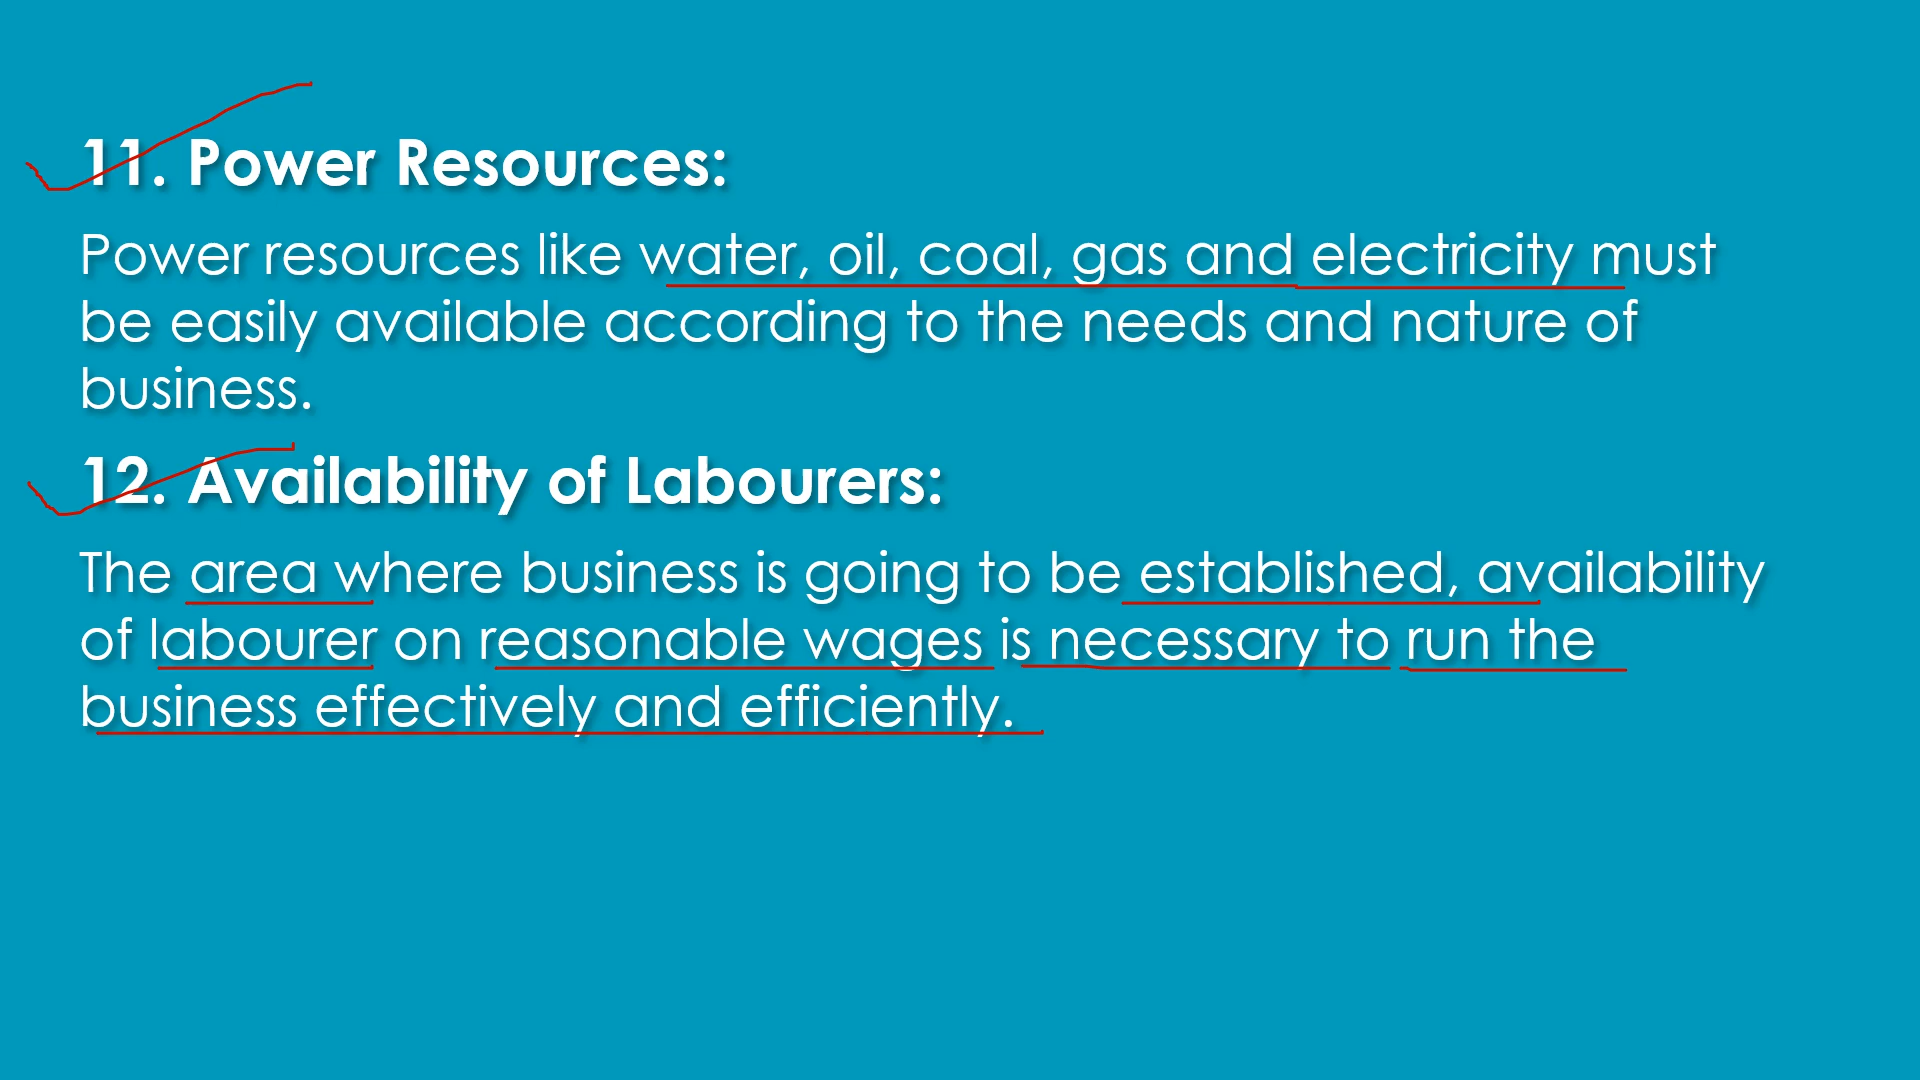 11. Power Resources:
Power resources like water, oil, coal, gas and electricity must
be easily available according to the needs and nature of
business.
12. Availability of Labourers:
The area where business is going to be established, availability
of labourer on reasonable wages is necessary to run the
business effectively and efficiently.